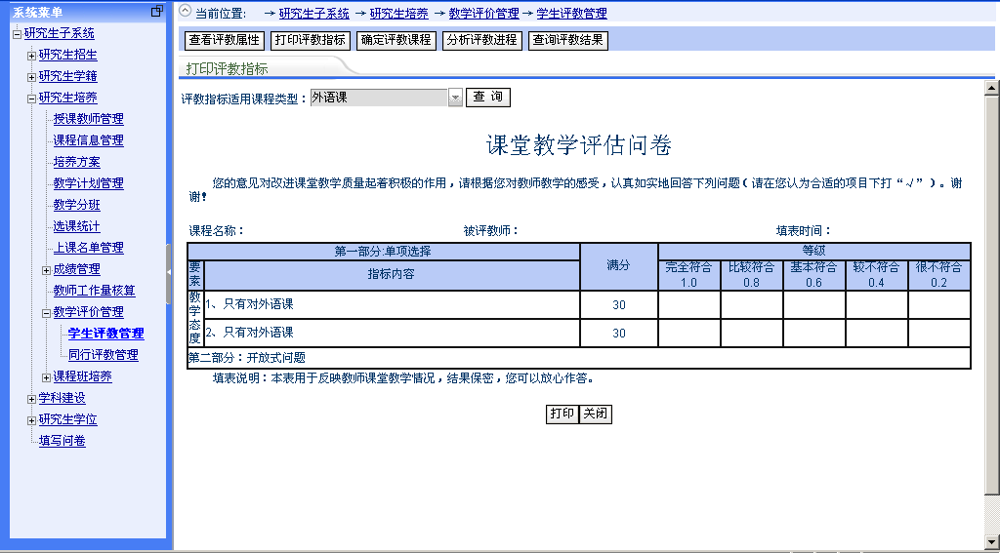 系统菜单
研究生子系统
研究生招生
研究生学籍
研究生培养
授课教师管理
课程信息管理
培养方案
教学计划管理
教学分班
选课统计
上课名单管理
成绩管理
教师工作量核算
教学评价管理
学生评教管理
同行评教管理
课程班培养
学科建设
研究生学位
填写问卷
当前位置: →研究生子系统 →研究生培养 →教学评价管理→学生评教管理
查看评教属性 打印评教指标 确定评教课程 分析评教进程 查询评教结果
打印评教指标
评教指标适用课程类型：外语课 查 询
课堂教学评估问卷
您的意见对改进课堂教学质量起着积极的作用，请根据您对教师教学的感受，认真如实地回答下列问题（请在您认为合适的项目下打“√”）。谢
谢！
课程名称： 被评教师： 填表时间：
第一部分:单项选择 满分 等级
要素 指标内容 完全符合 比较符合 基本符合 较不符合 很不符合
1.0 0.8 0.6 0.4 0.2
教学态度 1、只有对外语课 30
2、只有对外语课 30
第二部分：开放式问题
填表说明：本表用于反映教师课堂教学情况，结果保密，您可以放心作答。
打印 关闭